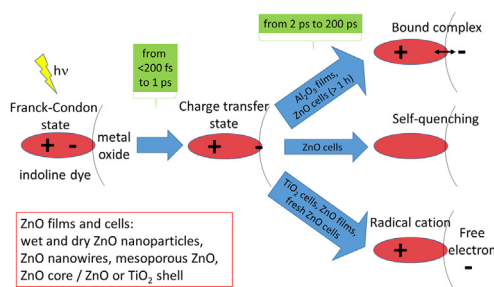 hν
Franck-Condon
state
+ -
metal
oxide
indoline dye
from
<200 fs
to 1 ps
Charge transfer
state
+ -
from 2 ps to 200 ps
Al₂O₃ films,
ZnO cells (> 1 h)
ZnO cells
TiO₂ cells, ZnO films,
fresh ZnO cells
Bound complex
+ -
Self-quenching
Radical cation
+
Free
electron
-
ZnO films and cells:
wet and dry ZnO nanoparticles,
ZnO nanowires, mesoporous ZnO,
ZnO core / ZnO or TiO₂ shell